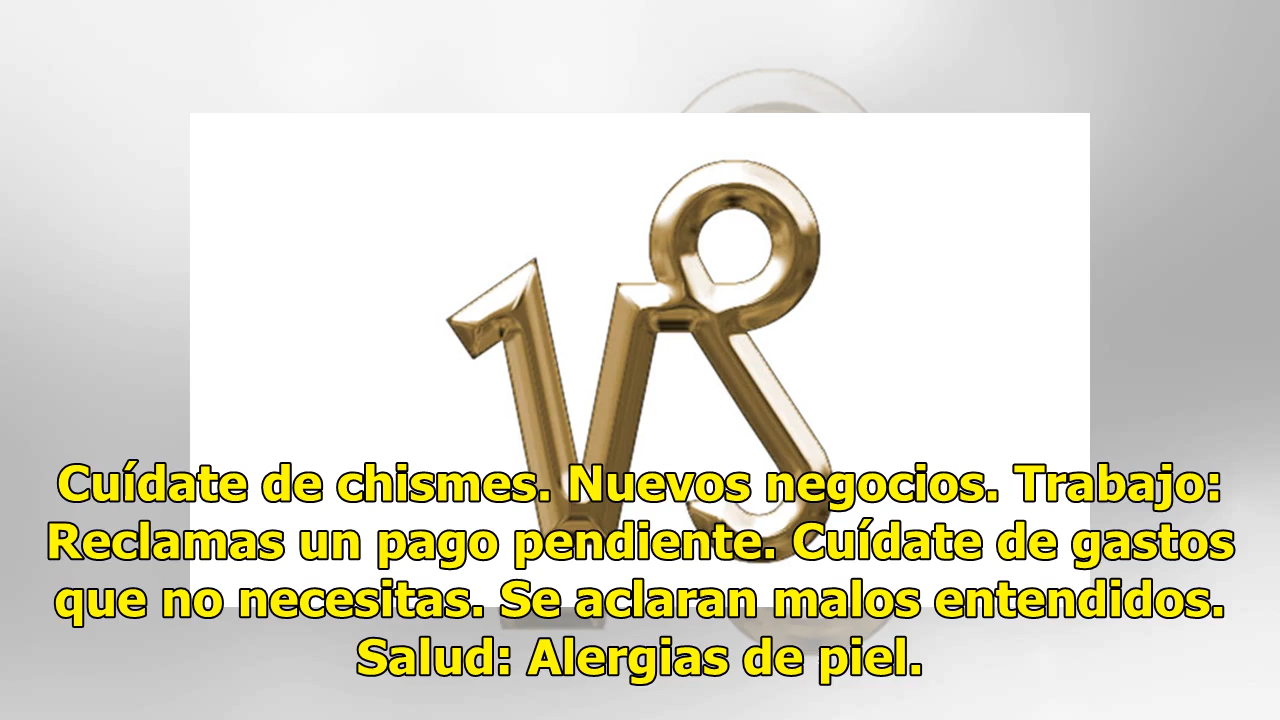 Cuídate de chismes. Nuevos negocios. Trabajo:
Reclamas un pago pendiente. Cuídate de gastos
que no necesitas. Se aclaran malos entendidos.
Salud: Alergias de piel.